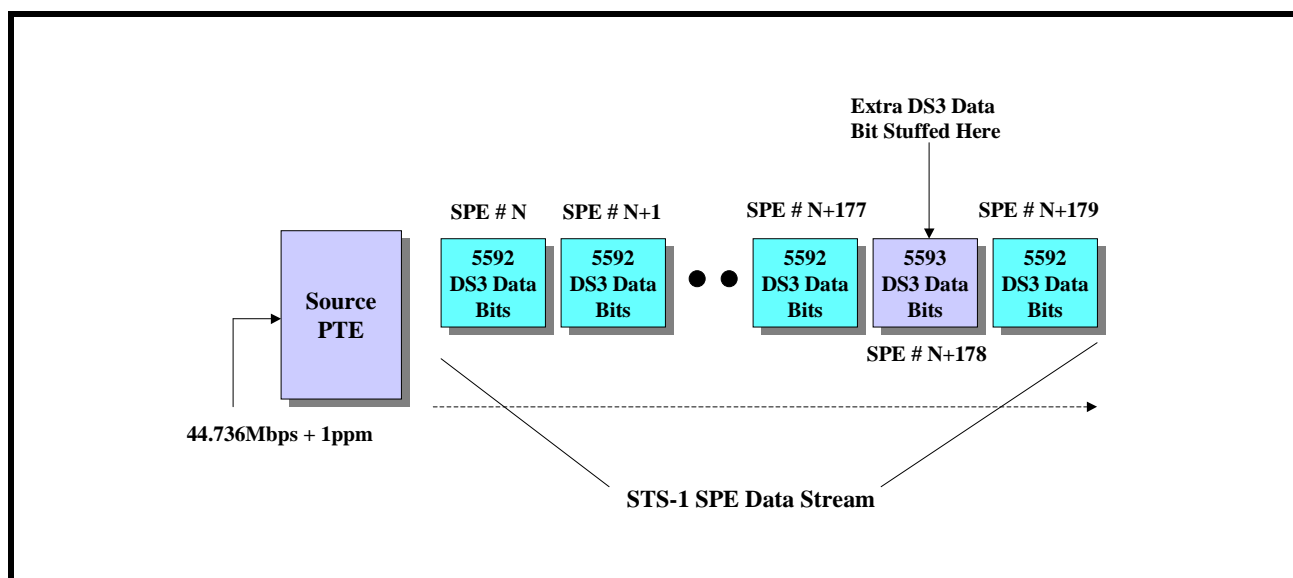 Extra DS3 Data
Bit Stuffed Here
SPE # N
SPE # N+1
SPE # N+177
SPE # N+179
Source
PTE
5592
DS3 Data
Bits
5592
DS3 Data
Bits
5592
DS3 Data
Bits
5593
DS3 Data
Bits
5592
DS3 Data
Bits
SPE # N+178
44.736Mbps + 1ppm
STS-1 SPE Data Stream